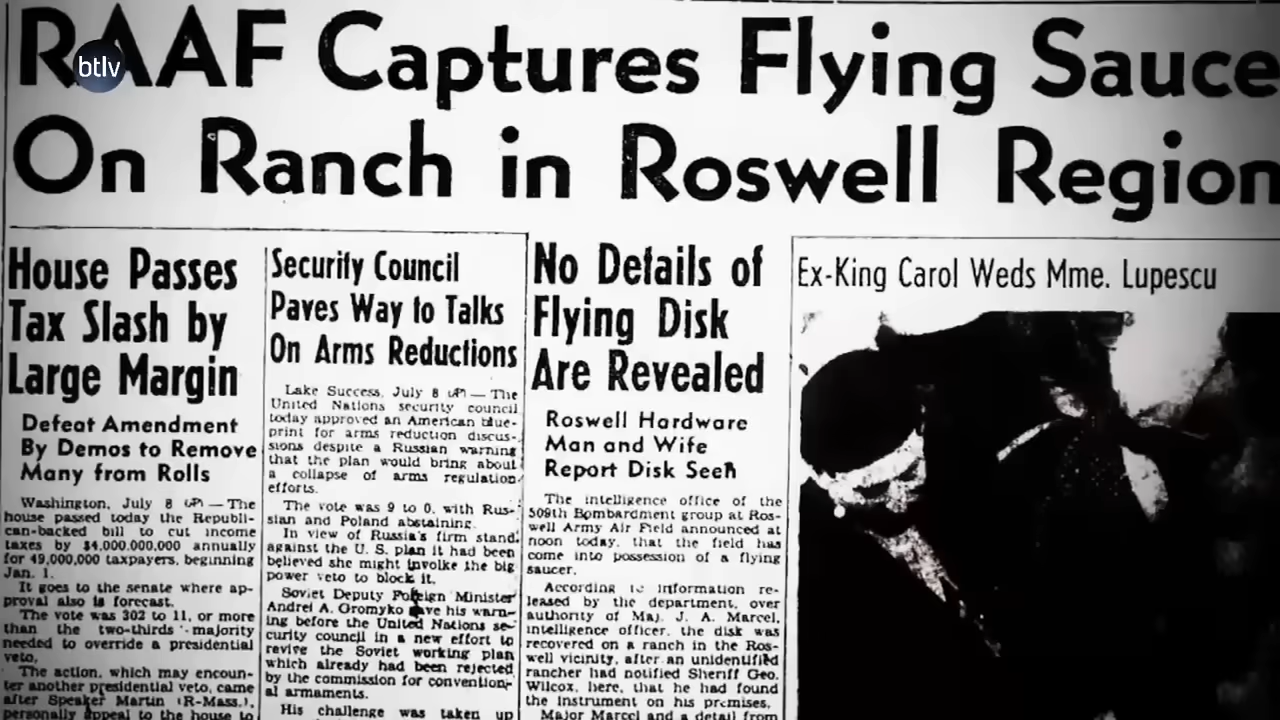 btlv
RAAF Captures Flying Sauce
On Ranch in Roswell Region
House Passes
Tax Slash by
Large Margin
Defeat Amendment
By Demos to Remove
Many from Rolls
Washington, July 8 (AP) — The
house passed today the Republi-
can-backed bill to cut income
taxes by $4,000,000,000 annually
for 49,000,000 taxpayers, beginning
Jan. 1.
It goes to the senate where ap-
proval also is forecast.
The vote was 302 to 11, or more
than the two-thirds majority
needed to override a presidential
veto.
The action, which may encoun-
ter another presidential veto, came
after Speaker Martin (R-Mass.),
personally appeal to the house to
Security Council
Paves Way to Talks
On Arms Reductions
Lake Success, July 8 (AP) — The
United Nations security council
today approved an American blue-
print for arms reduction discus-
sions despite a Russian warning
that the plan would bring about
a collapse of arms regulation
efforts.
The vote was 9 to 0, with Rus-
sian and Poland abstaining.
In view of Russia's firm stand
against the U. S. plan it had been
believed she might invoke the big
power veto to block it.
Soviet Deputy Foreign Minister
Andrei A. Gromyko gave his warn-
ing before the United Nations se-
curity council in a new effort to
revive the Soviet working plan
which already had been rejected
by the commission for convention-
al armaments.
His challenge was taken up
No Details of
Flying Disk
Are Revealed
Roswell Hardware
Man and Wife
Report Disk Seen
The intelligence office of the
509th Bombardment group at Ros-
well Army Air Field announced at
noon today, that the field has
come into possession of a flying
saucer.
According to information re-
leased by the department, over
authority of Maj. J. A. Marcel,
intelligence officer, the disk was
recovered on a ranch in the Ros-
well vicinity, after an unidentified
rancher had notified Sheriff Geo.
Wilcox, here, that he had found
the instrument on his premises.
Major Marcel and a detail from
Ex-King Carol Weds Mme. Lupescu